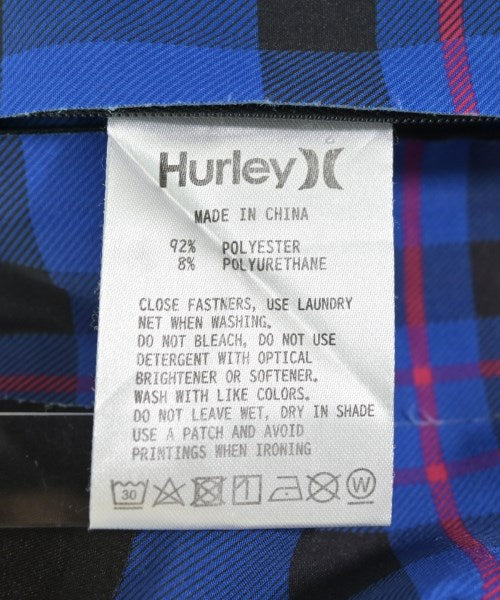 Hurley
MADE IN CHINA
92% POLYESTER
8% POLYURETHANE
CLOSE FASTNERS, USE LAUNDRY
NET WHEN WASHING.
DO NOT BLEACH, DO NOT USE
DETERGENT WITH OPTICAL
BRIGHTENER OR SOFTENER.
WASH WITH LIKE COLORS.
DO NOT LEAVE WET, DRY IN SHADE
USE A PATCH AND AVOID
PRINTINGS WHEN IRONING
30 W